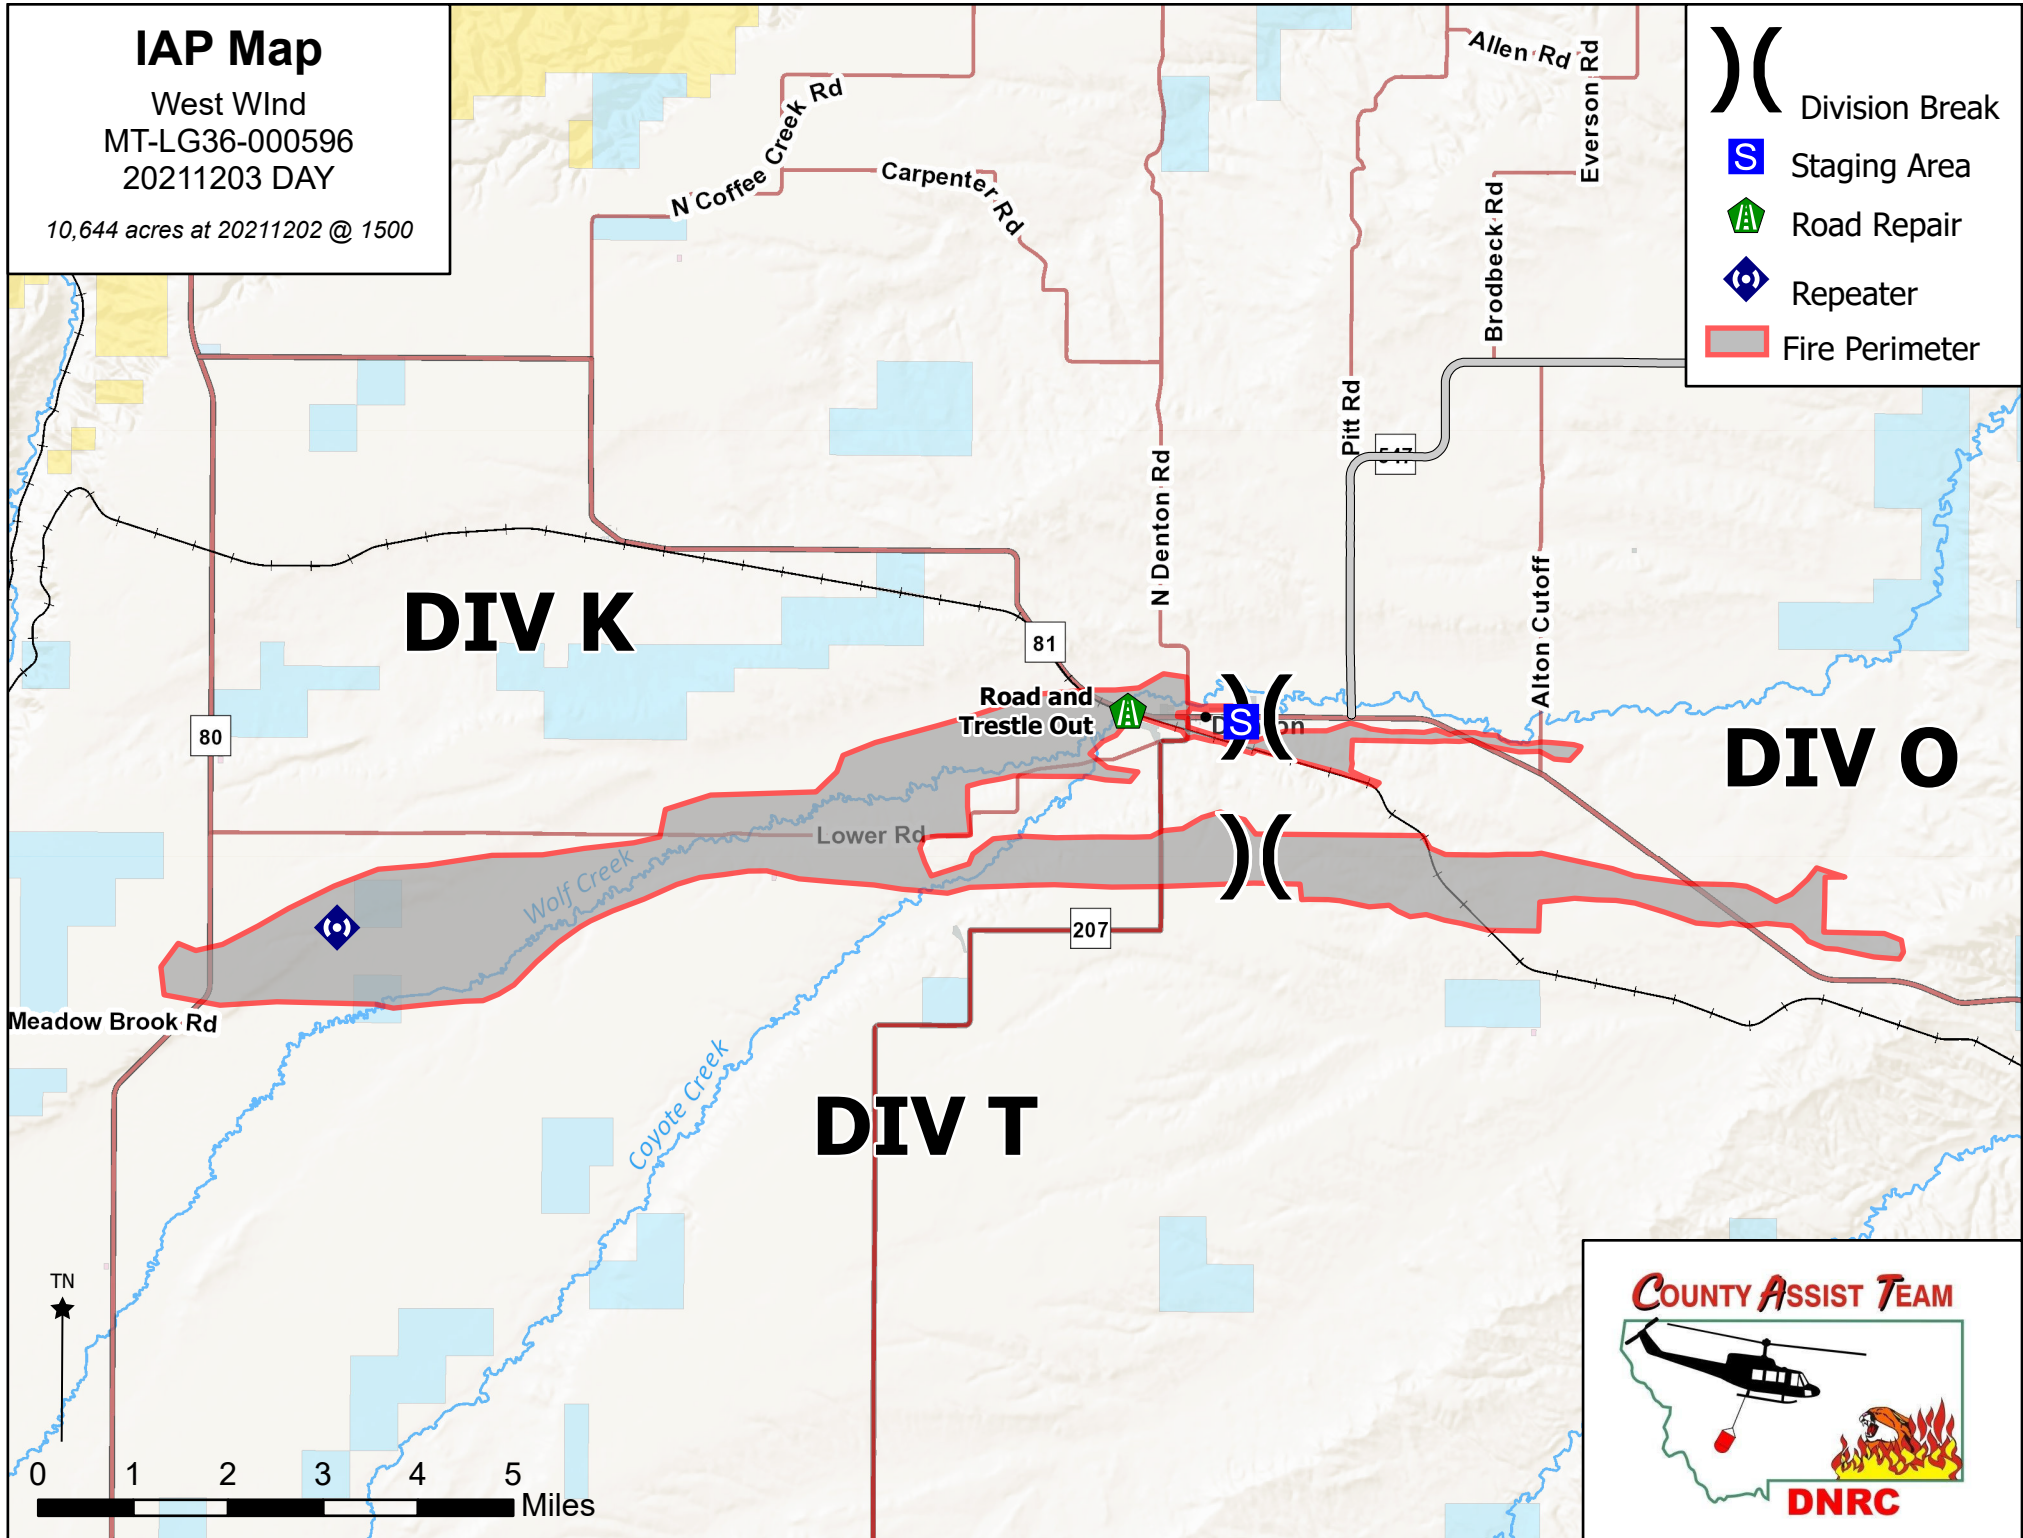 IAP Map
West WInd
MT-LG36-000596
20211203 DAY
10,644 acres at 20211202 @ 1500
Division Break
S Staging Area
Road Repair
Repeater
Fire Perimeter
Allen Rd
Everson Rd
N Coffee Creek Rd
Carpenter Rd
Brodbeck Rd
Pitt Rd
547
N Denton Rd
Alton Cutoff
DIV K
81
Road and
Trestle Out
S
80
DIV O
Lower Rd
Wolf Creek
207
Meadow Brook Rd
Coyote Creek
DIV T
TN
0 1 2 3 4 5
Miles
COUNTY ASSIST TEAM
DNRC